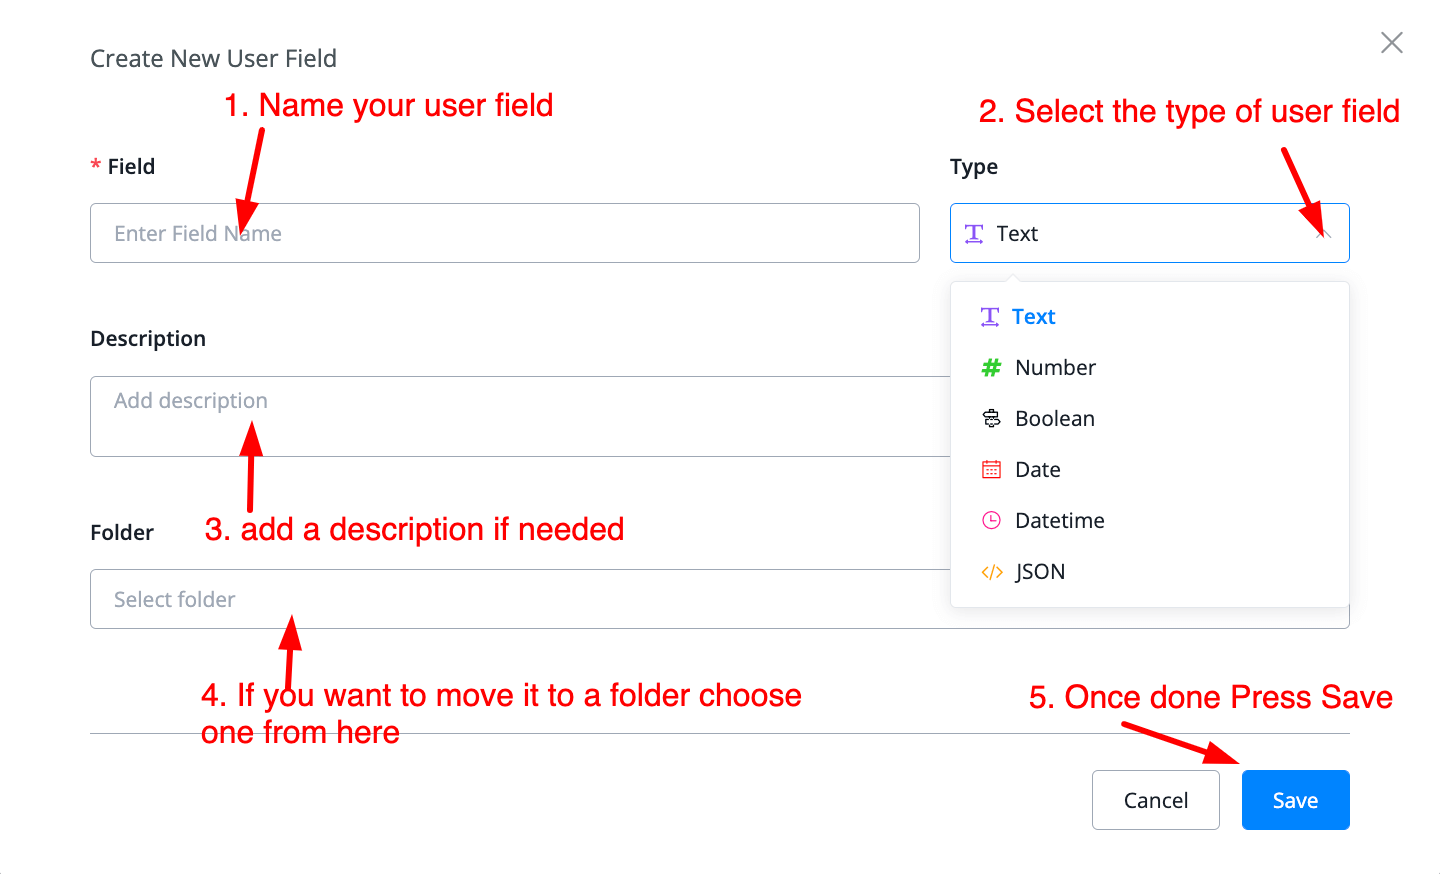 Create New User Field
1. Name your user field
2. Select the type of user field
* Field
Type
Enter Field Name
Text
Text
Number
Boolean
Date
Datetime
JSON
Description
Add description
3. add a description if needed
Folder
Select folder
4. If you want to move it to a folder choose
one from here
5. Once done Press Save
Cancel
Save